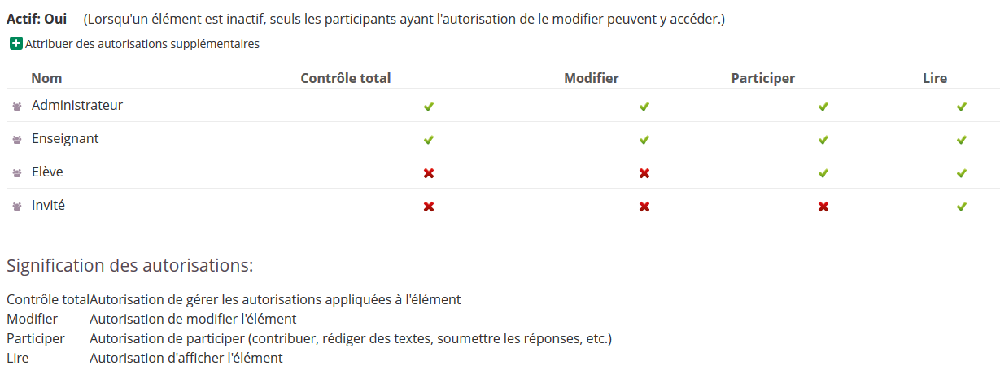 Actif: Oui (Lorsqu'un élément est inactif, seuls les participants ayant l'autorisation de le modifier peuvent y accéder.)
Attribuer des autorisations supplémentaires
Nom Contrôle total Modifier Participer Lire
Administrateur
Enseignant
Elève
Invité
Signification des autorisations:
Contrôle totalAutorisation de gérer les autorisations appliquées à l'élément
Modifier Autorisation de modifier l'élément
Participer Autorisation de participer (contribuer, rédiger des textes, soumettre les réponses, etc.)
Lire Autorisation d'afficher l'élément